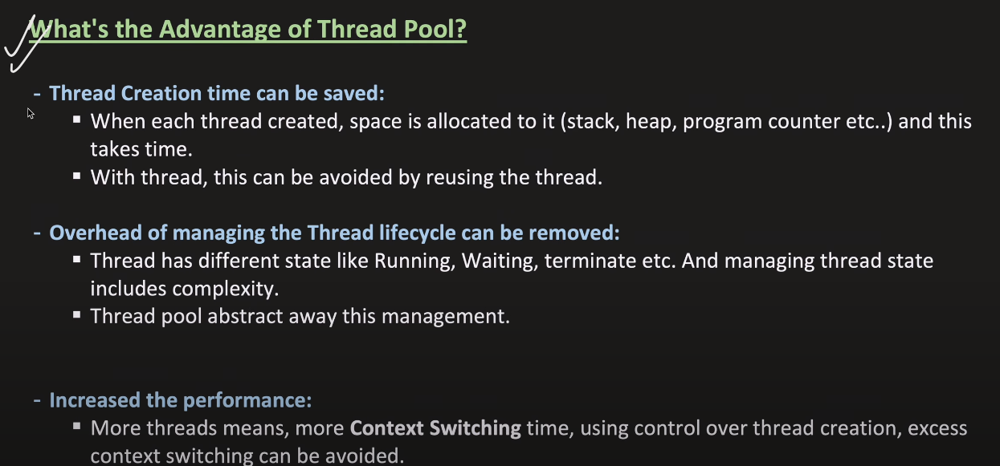 What's the Advantage of Thread Pool?
- Thread Creation time can be saved:
▪ When each thread created, space is allocated to it (stack, heap, program counter etc..) and this
takes time.
▪ With thread, this can be avoided by reusing the thread.
- Overhead of managing the Thread lifecycle can be removed:
▪ Thread has different state like Running, Waiting, terminate etc. And managing thread state
includes complexity.
▪ Thread pool abstract away this management.
- Increased the performance:
▪ More threads means, more Context Switching time, using control over thread creation, excess
context switching can be avoided.